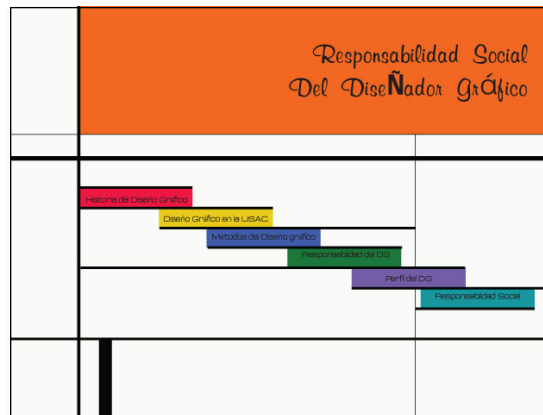 Responsabilidad Social
Del DiseÑador Gráfico
Historia del Diseño Gráfico
Diseño Gráfico en la USAC
Métodos del Diseño gráfico
Responsabilidad del DG
Perfil del DG
Responsabilidad Social